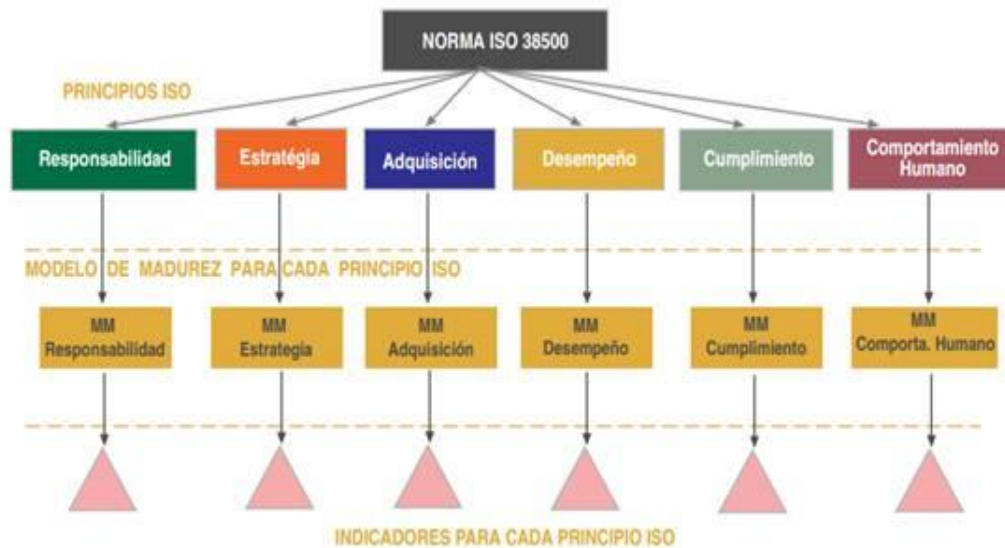 NORMA ISO 38500
PRINCIPIOS ISO
Responsabilidad
Estratégia
Adquisición
Desempeño
Cumplimiento
Comportamiento
Humano
MODELO DE MADUREZ PARA CADA PRINCIPIO ISO
MM
Responsabilidad
MM
Estrategia
MM
Adquisición
MM
Desempeño
MM
Cumplimiento
MM
Comporta. Humano
INDICADORES PARA CADA PRINCIPIO ISO